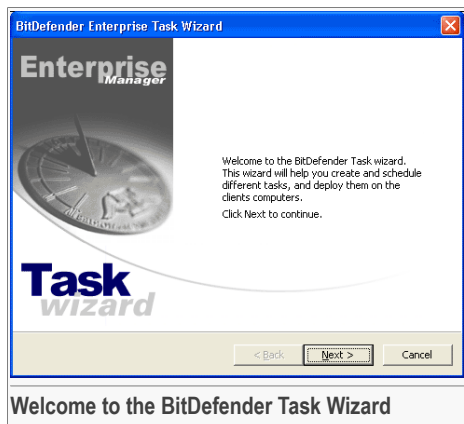 BitDefender Enterprise Task Wizard
Enterprise
Manager
Welcome to the BitDefender Task wizard.
This wizard will help you create and schedule
different tasks, and deploy them on the
clients computers.
Click Next to continue.
Task
wizard
< Back
Next >
Cancel
Welcome to the BitDefender Task Wizard